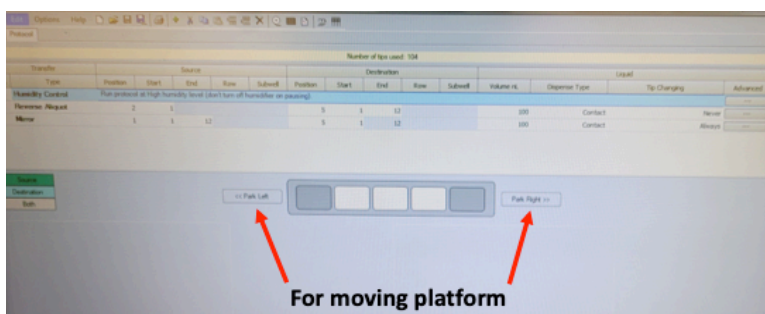 Edit Options Help
Protocol
Number of tips used: 104
Transfer Source Destination Liquid
Type Position Start End Row Subwell Position Start End Row Subwell Volume nL Dispense Type Tip Changing Advanced
Humidity Control Run protocol at High humidity level (don't turn off humidifier on pausing).
Reverse Aliquot 2 1 5 1 12 100 Contact Never
Mirror 1 1 12 5 1 12 100 Contact Always
Source
Destination
Both
<< Park Left Park Right >>
For moving platform